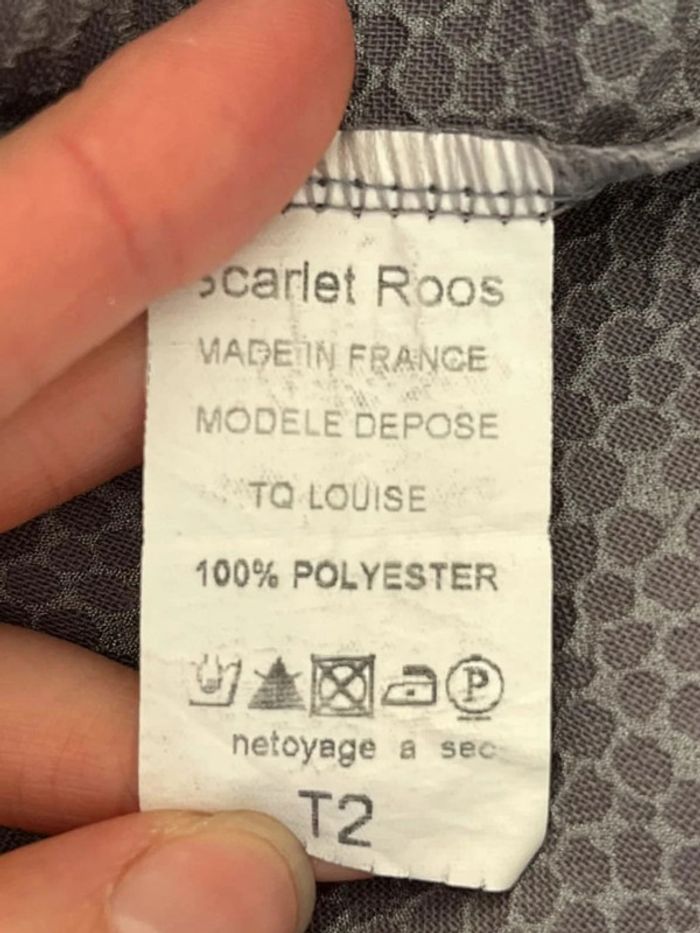 Scarlet Roos
MADE IN FRANCE
MODELE DEPOSE
TQ LOUISE
100% POLYESTER
P
netoyage a sec
T2